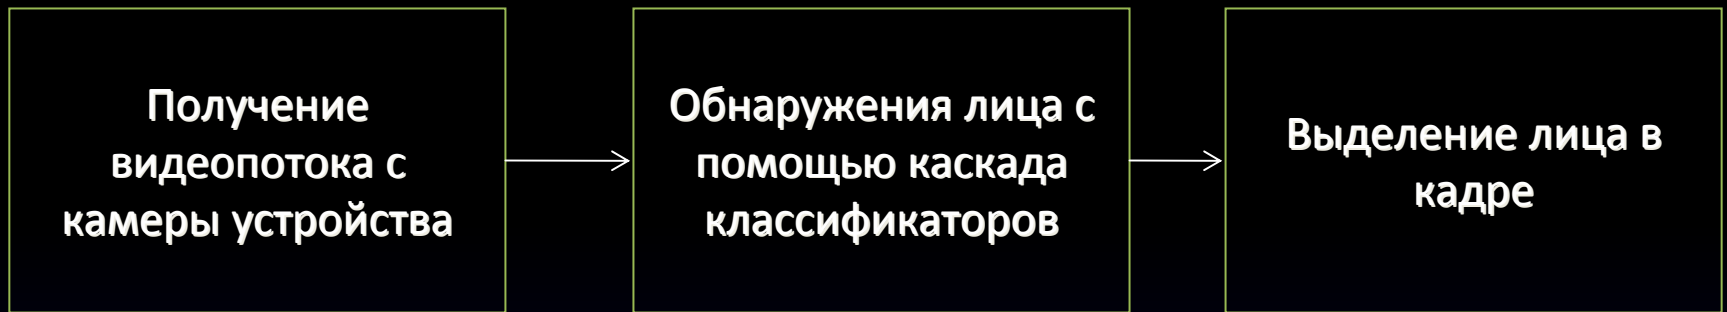 Получение
видеопотока с
камеры устройства
Обнаружения лица с
помощью каскада
классификаторов
Выделение лица в
кадре